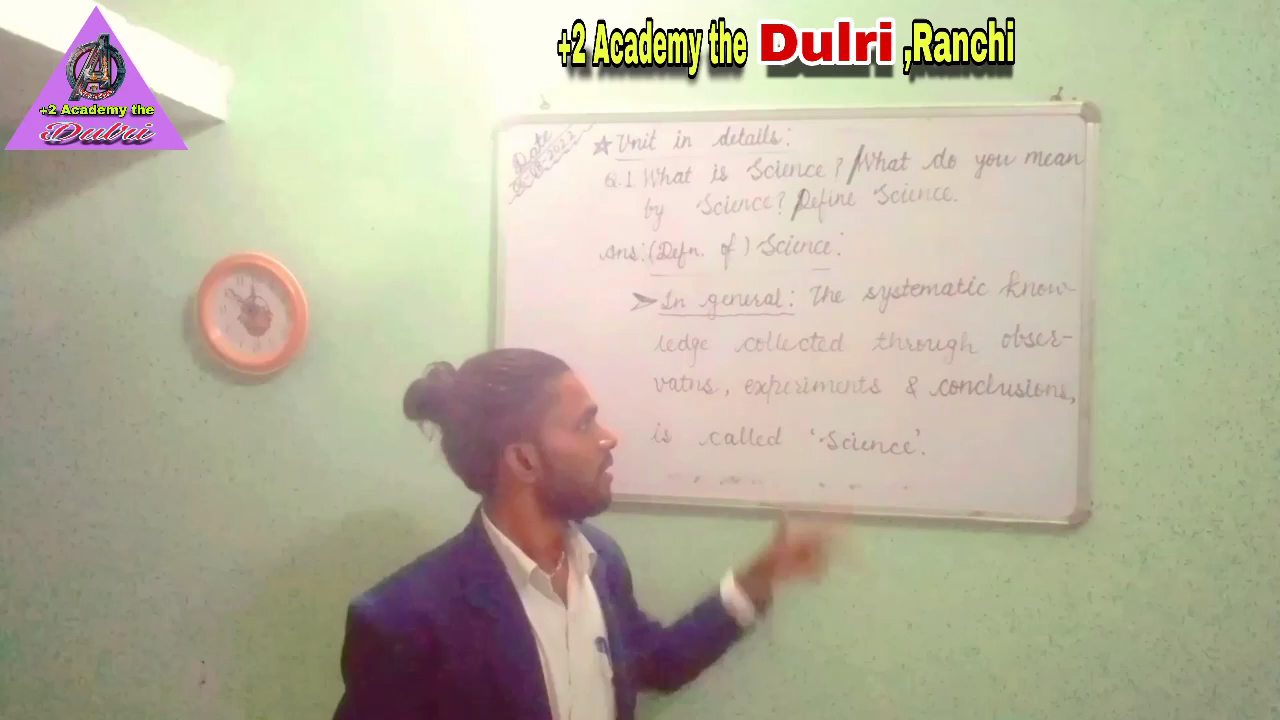 +2 Academy the Dulri ,Ranchi
+2 Academy the
Dulri
Date
2022
☆ Unit in details:
Q.1. What is Science? / What do you mean
by Science? / Define Science.
Ans: (Defn. of) Science:
➢ In general: The systematic know-
ledge collected through obser-
vatns, experiments & conclusions,
is called 'Science'.